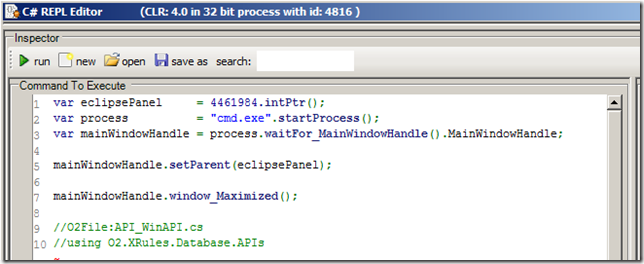 C# REPL Editor (CLR: 4.0 in 32 bit process with id: 4816 )
Inspector
run new open save as search:
Command To Execute
1 var eclipsePanel = 4461984.intPtr();
2 var process = "cmd.exe".startProcess();
3 var mainWindowHandle = process.waitFor_MainWindowHandle().MainWindowHandle;
4
5 mainWindowHandle.setParent(eclipsePanel);
6
7 mainWindowHandle.window_Maximized();
8
9 //O2File:API_WinAPI.cs
10 //using O2.XRules.Database.APIs